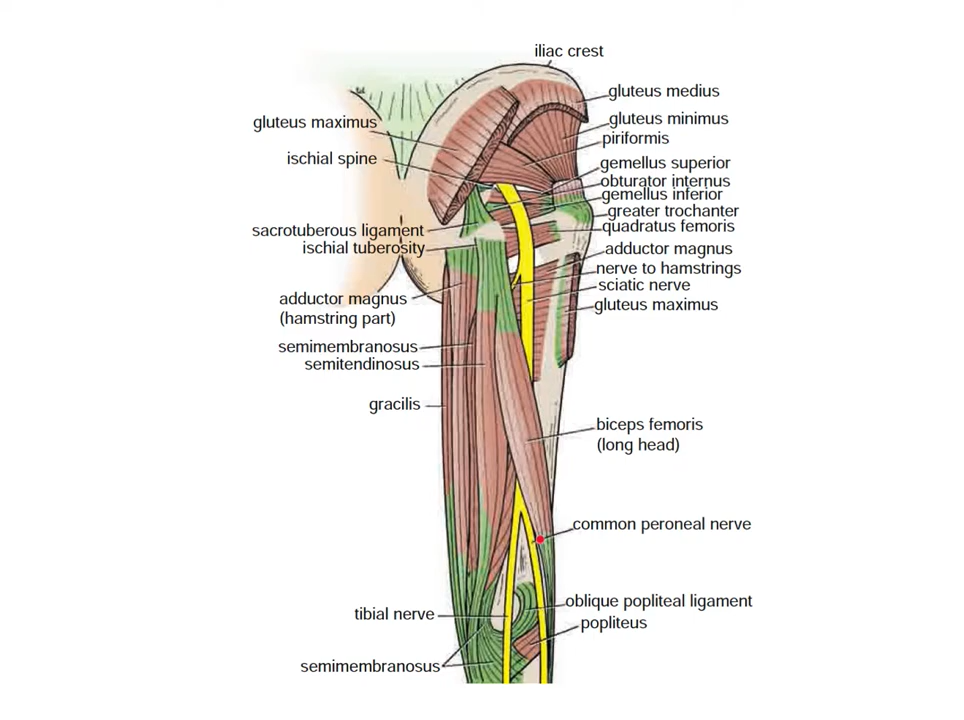 iliac crest
gluteus medius
gluteus maximus
gluteus minimus
piriformis
ischial spine
gemellus superior
obturator internus
gemellus inferior
greater trochanter
sacrotuberous ligament
quadratus femoris
ischial tuberosity
adductor magnus
nerve to hamstrings
sciatic nerve
adductor magnus
(hamstring part)
gluteus maximus
semimembranosus
semitendinosus
gracilis
biceps femoris
(long head)
common peroneal nerve
oblique popliteal ligament
tibial nerve
popliteus
semimembranosus